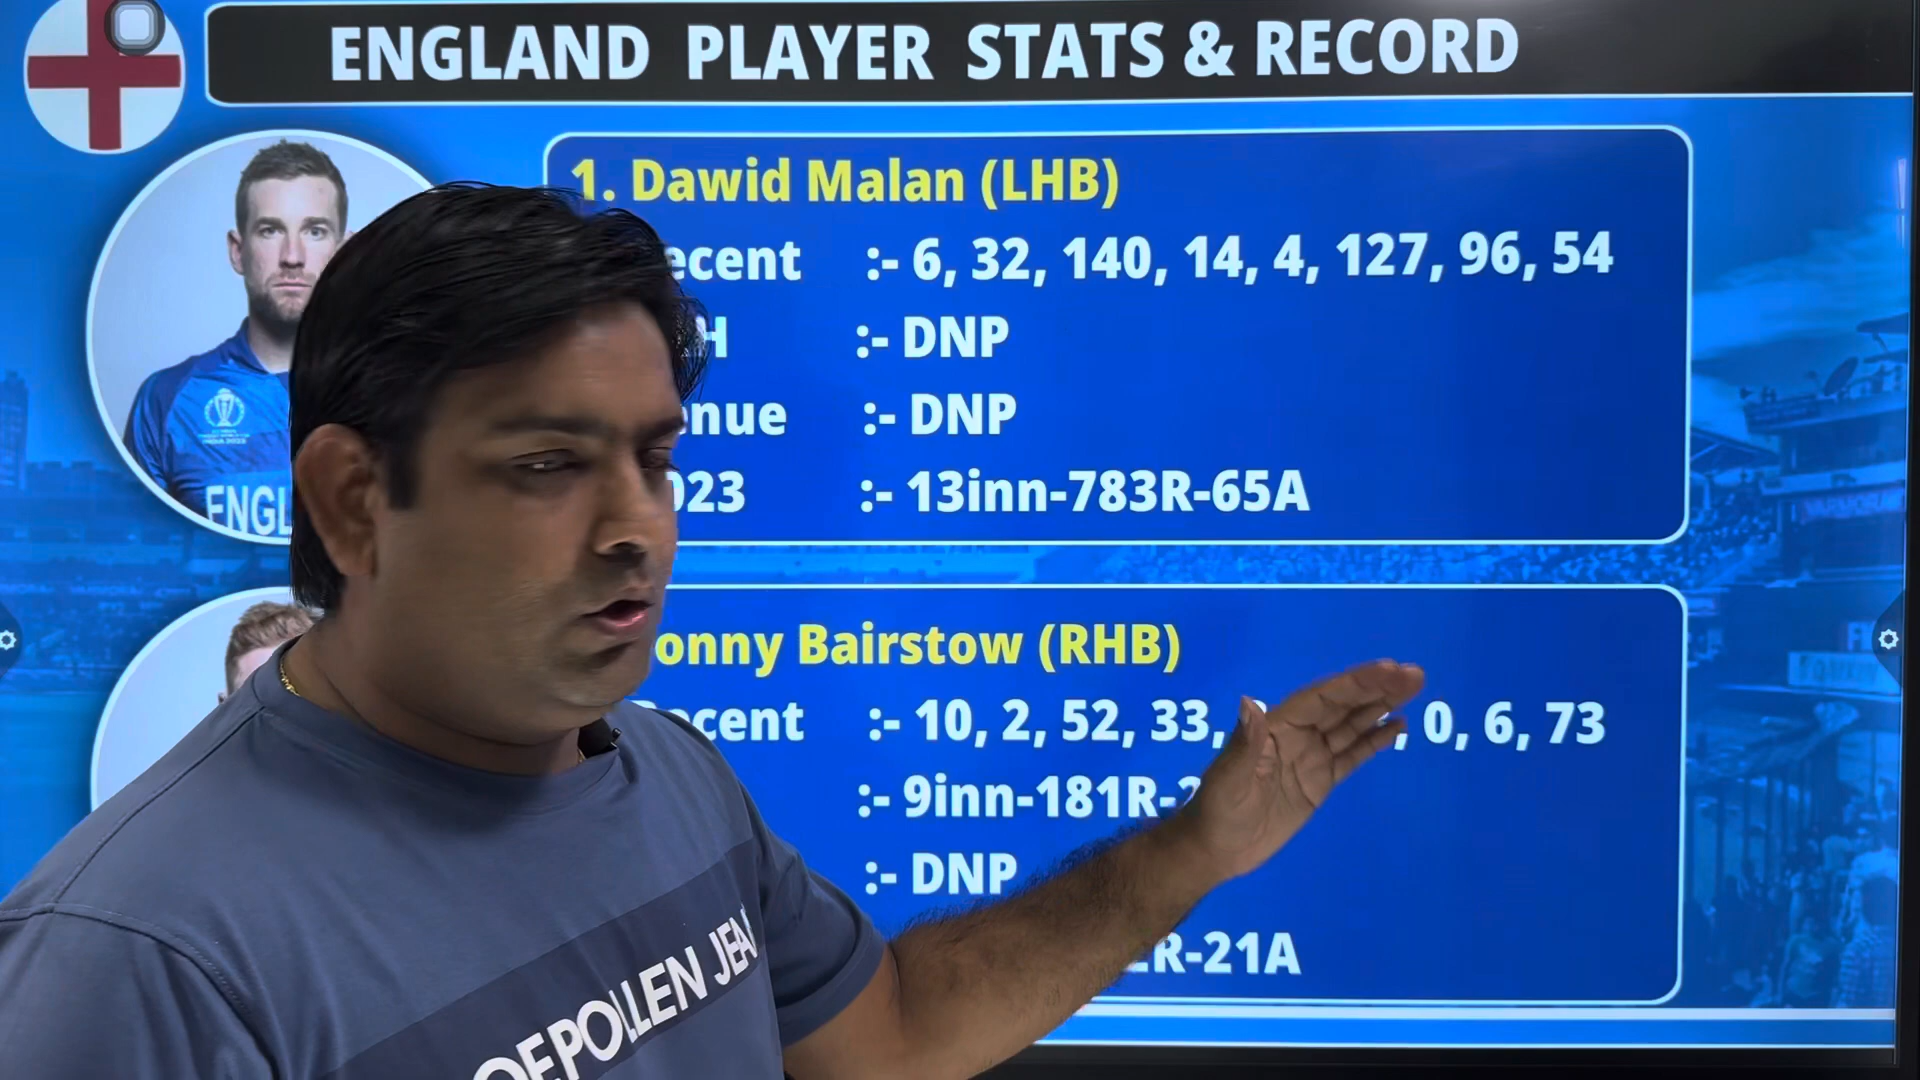 ENGLAND PLAYER STATS & RECORD
1. Dawid Malan (LHB)
ecent :- 6, 32, 140, 14, 4, 127, 96, 54
H :- DNP
enue :- DNP
023 :- 13inn-783R-65A
ENGL
onny Bairstow (RHB)
ecent :- 10, 2, 52, 33, , 0, 6, 73
:- 9inn-181R-
:- DNP
R-21A
OEPOLLEN JEA